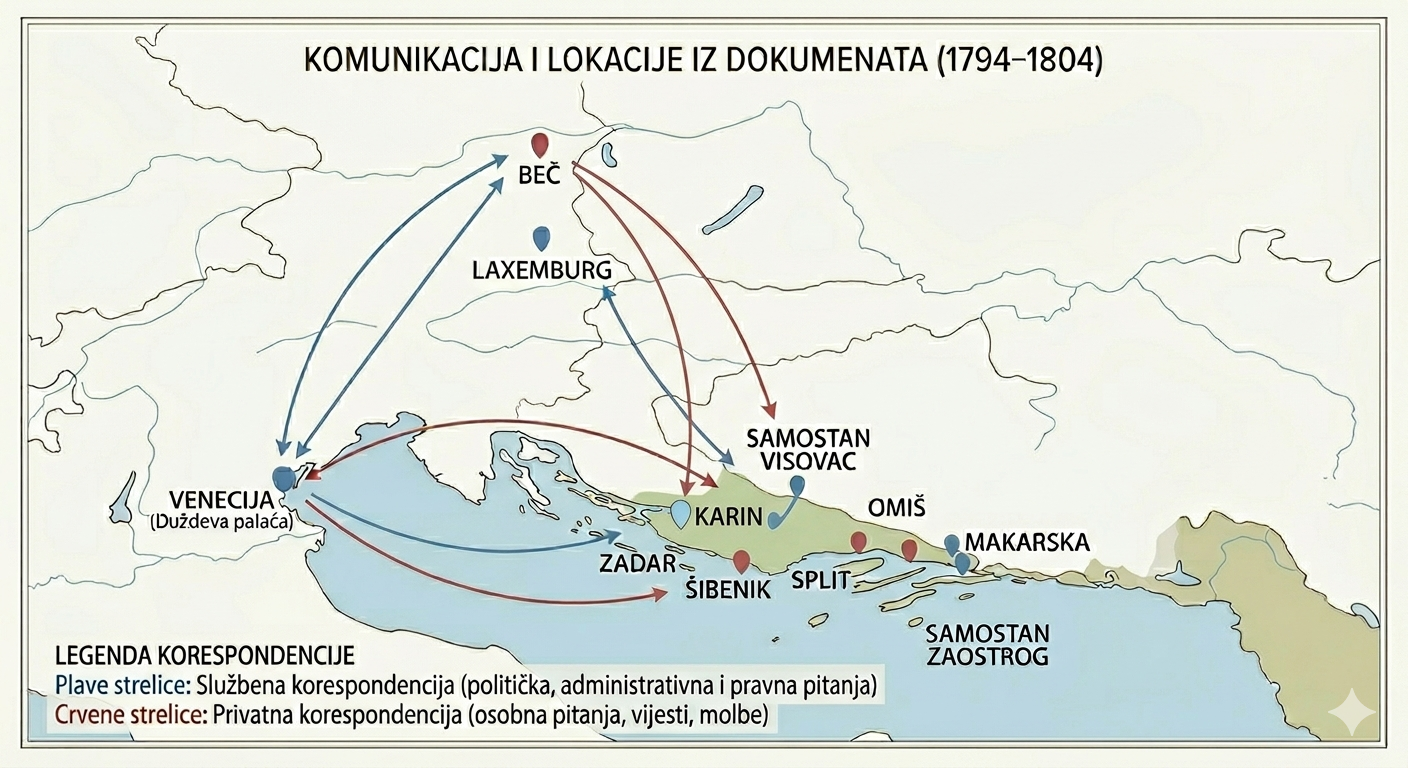 KOMUNIKACIJA I LOKACIJE IZ DOKUMENATA (1794–1804)
BEČ
LAXEMBURG
SAMOSTAN
VISOVAC
VENECIJA
(Duždeva palaća)
KARIN
OMIŠ
MAKARSKA
ZADAR
ŠIBENIK
SPLIT
SAMOSTAN
ZAOSTROG
LEGENDA KORESPONDENCIJE
Plave strelice: Službena korespondencija (politička, administrativna i pravna pitanja)
Crvene strelice: Privatna korespondencija (osobna pitanja, vijesti, molbe)